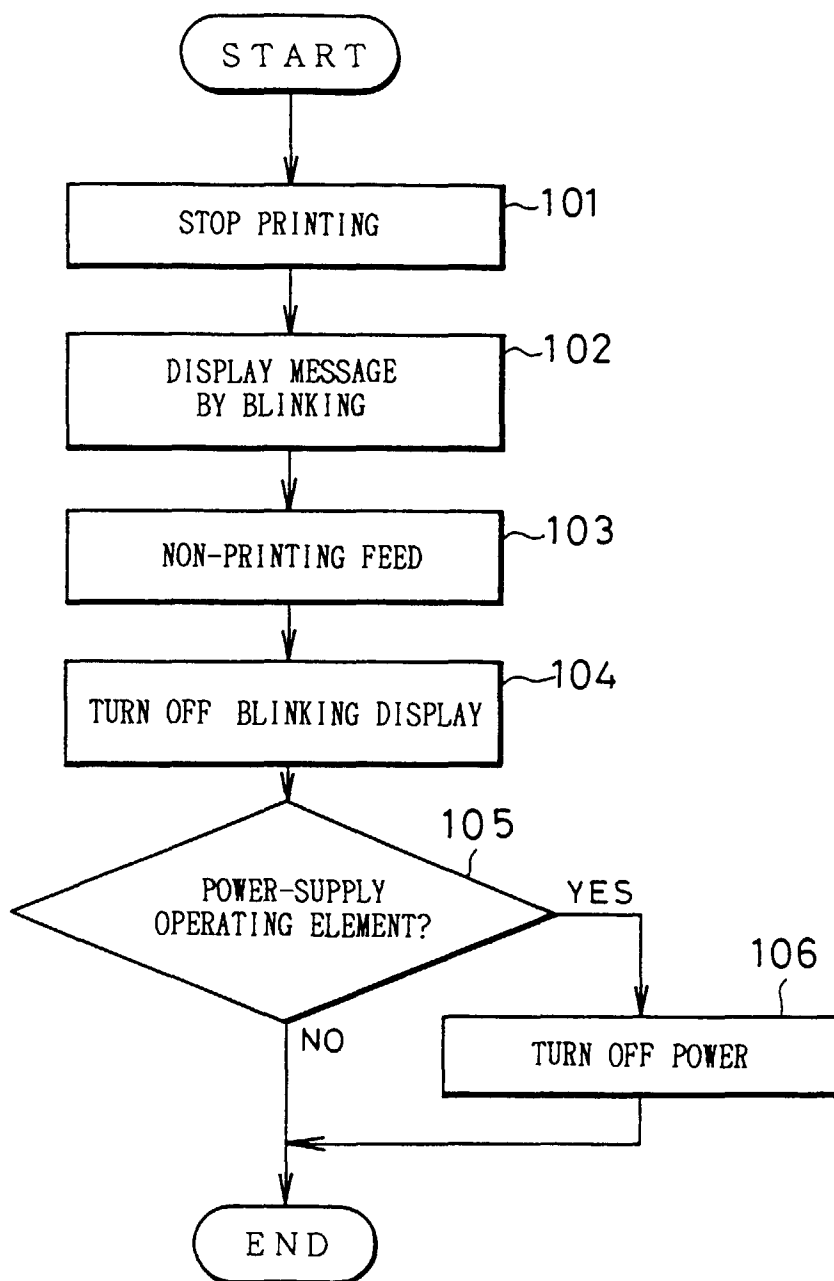 START
STOP PRINTING
101
DISPLAY MESSAGE
BY BLINKING
102
NON-PRINTING FEED
103
TURN OFF BLINKING DISPLAY
104
105
POWER-SUPPLY
OPERATING ELEMENT?
YES
NO
106
TURN OFF POWER
END